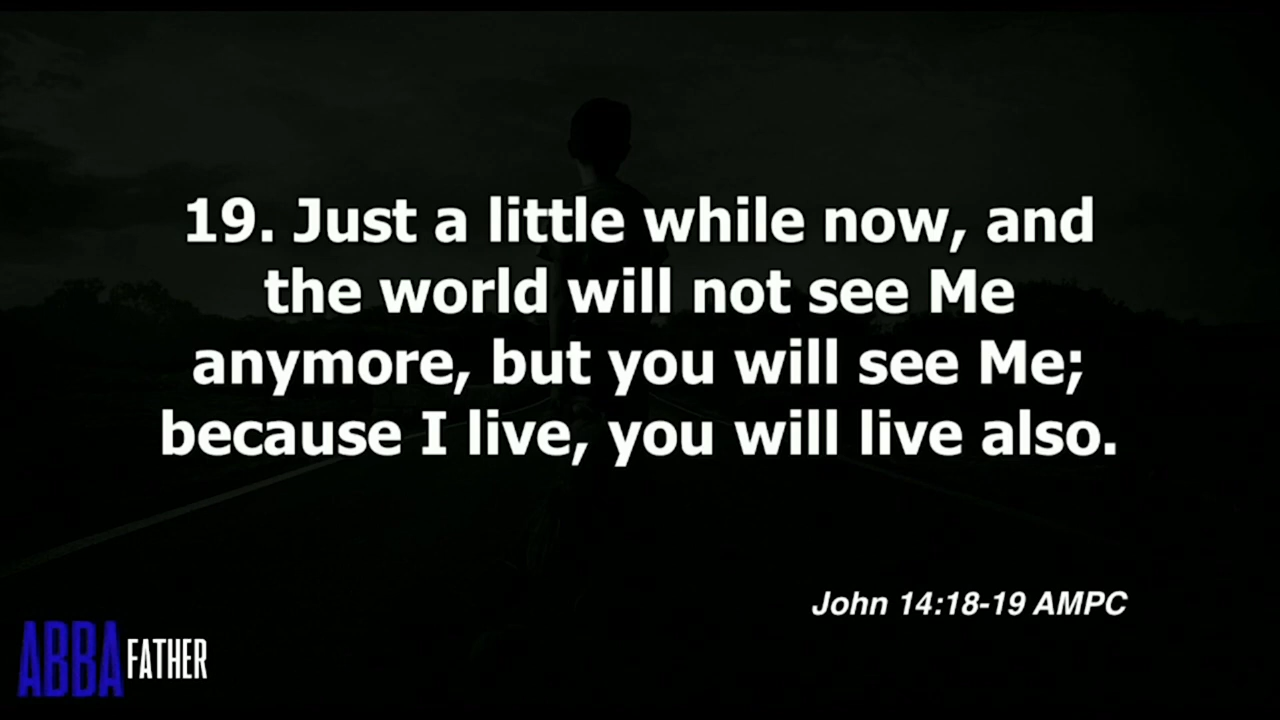 19. Just a little while now, and
the world will not see Me
anymore, but you will see Me;
because I live, you will live also.
John 14:18-19 AMPC
ABBA FATHER